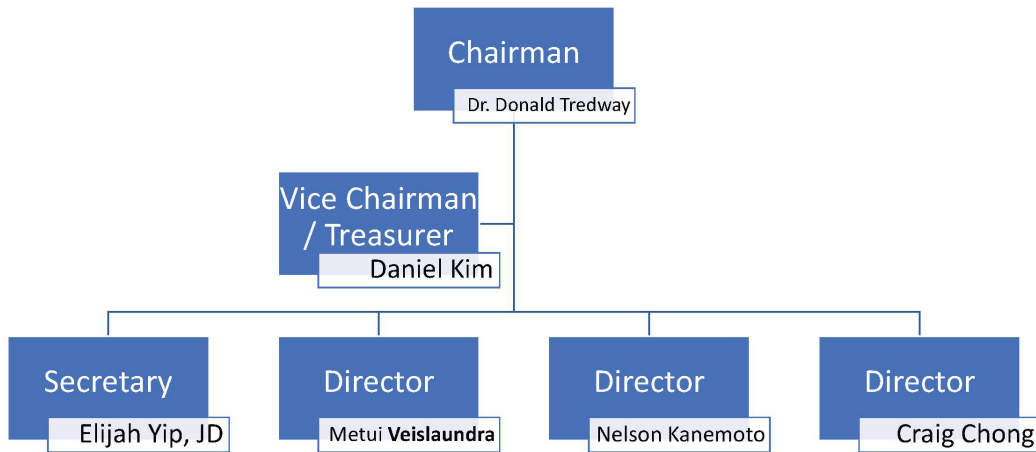 Chairman
Dr. Donald Tredway
Vice Chairman
/ Treasurer
Daniel Kim
Secretary
Elijah Yip, JD
Director
Metui Veislaundra
Director
Nelson Kanemoto
Director
Craig Chong